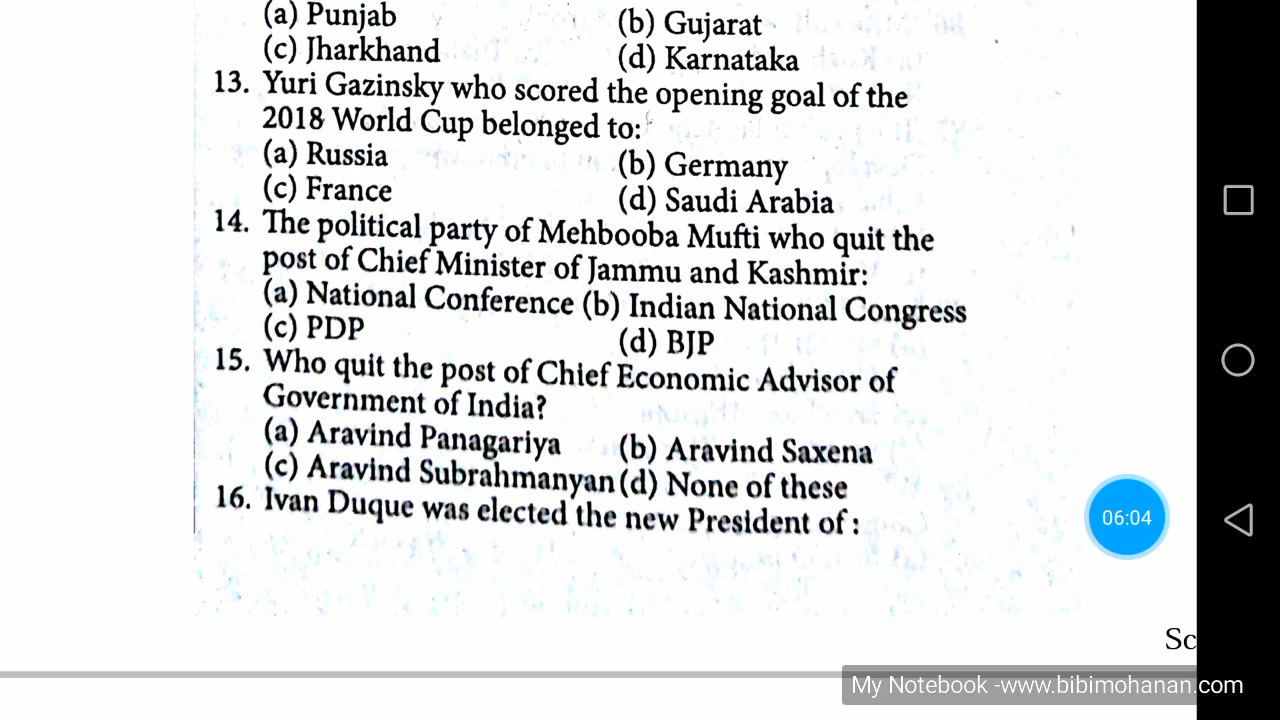 (a) Punjab (b) Gujarat
(c) Jharkhand (d) Karnataka
13. Yuri Gazinsky who scored the opening goal of the
2018 World Cup belonged to:
(a) Russia (b) Germany
(c) France (d) Saudi Arabia
14. The political party of Mehbooba Mufti who quit the
post of Chief Minister of Jammu and Kashmir:
(a) National Conference (b) Indian National Congress
(c) PDP (d) BJP
15. Who quit the post of Chief Economic Advisor of
Government of India?
(a) Aravind Panagariya (b) Aravind Saxena
(c) Aravind Subrahmanyan (d) None of these
16. Ivan Duque was elected the new President of :
06:04
Sc
My Notebook -www.bibimohanan.com